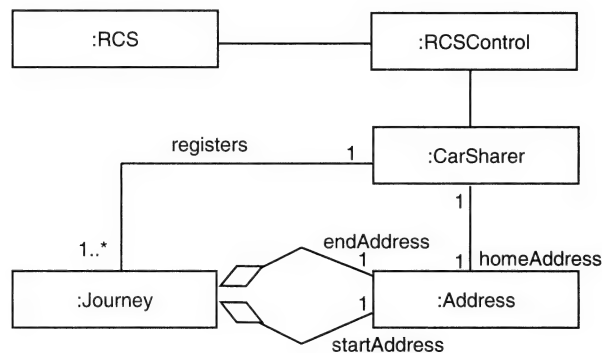 :RCS
:RCSControl
registers
1
:CarSharer
1
1..*
endAddress
1
1
homeAddress
:Journey
1
:Address
startAddress